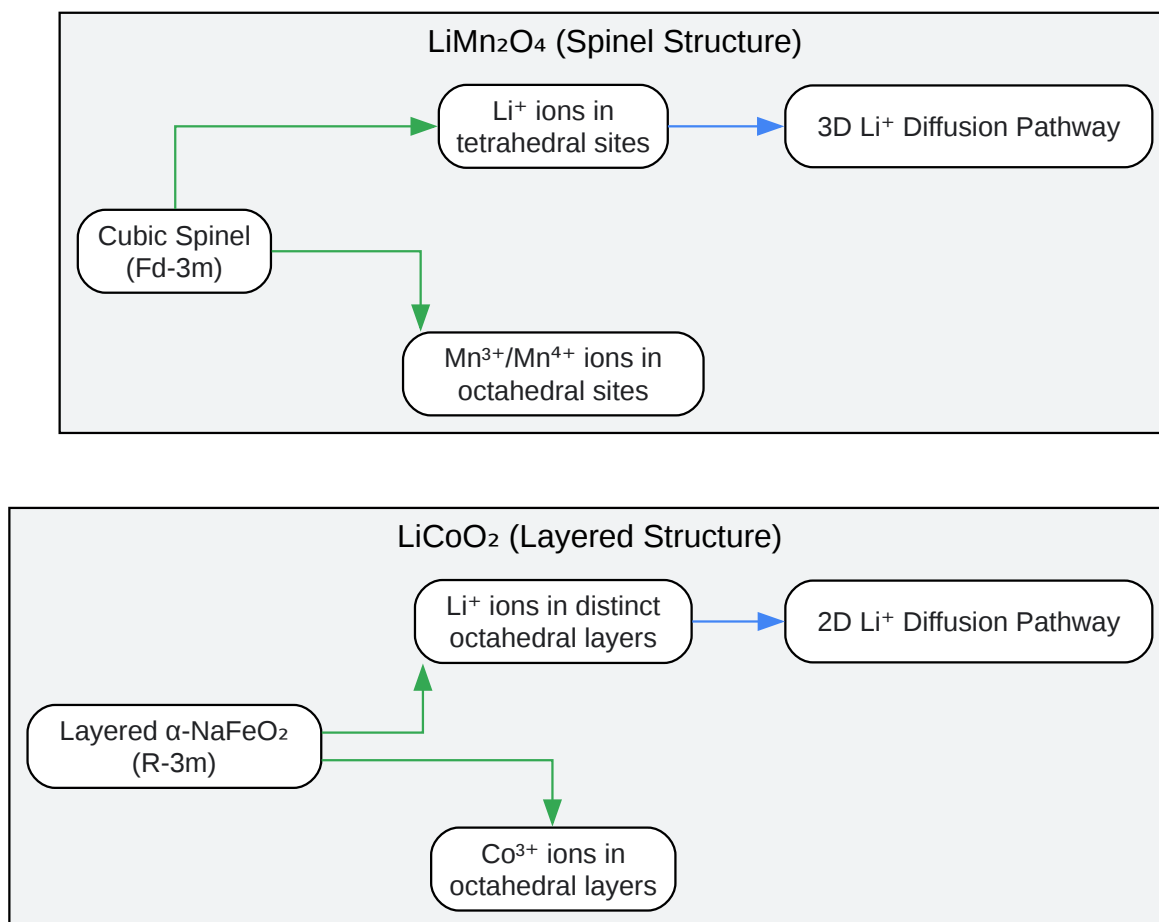 LiMn₂O₄ (Spinel Structure)
Li⁺ ions in
tetrahedral sites
3D Li⁺ Diffusion Pathway
Cubic Spinel
(Fd-3m)
Mn³⁺/Mn⁴⁺ ions in
octahedral sites
LiCoO₂ (Layered Structure)
Li⁺ ions in distinct
octahedral layers
2D Li⁺ Diffusion Pathway
Layered α-NaFeO₂
(R-3m)
Co³⁺ ions in
octahedral layers